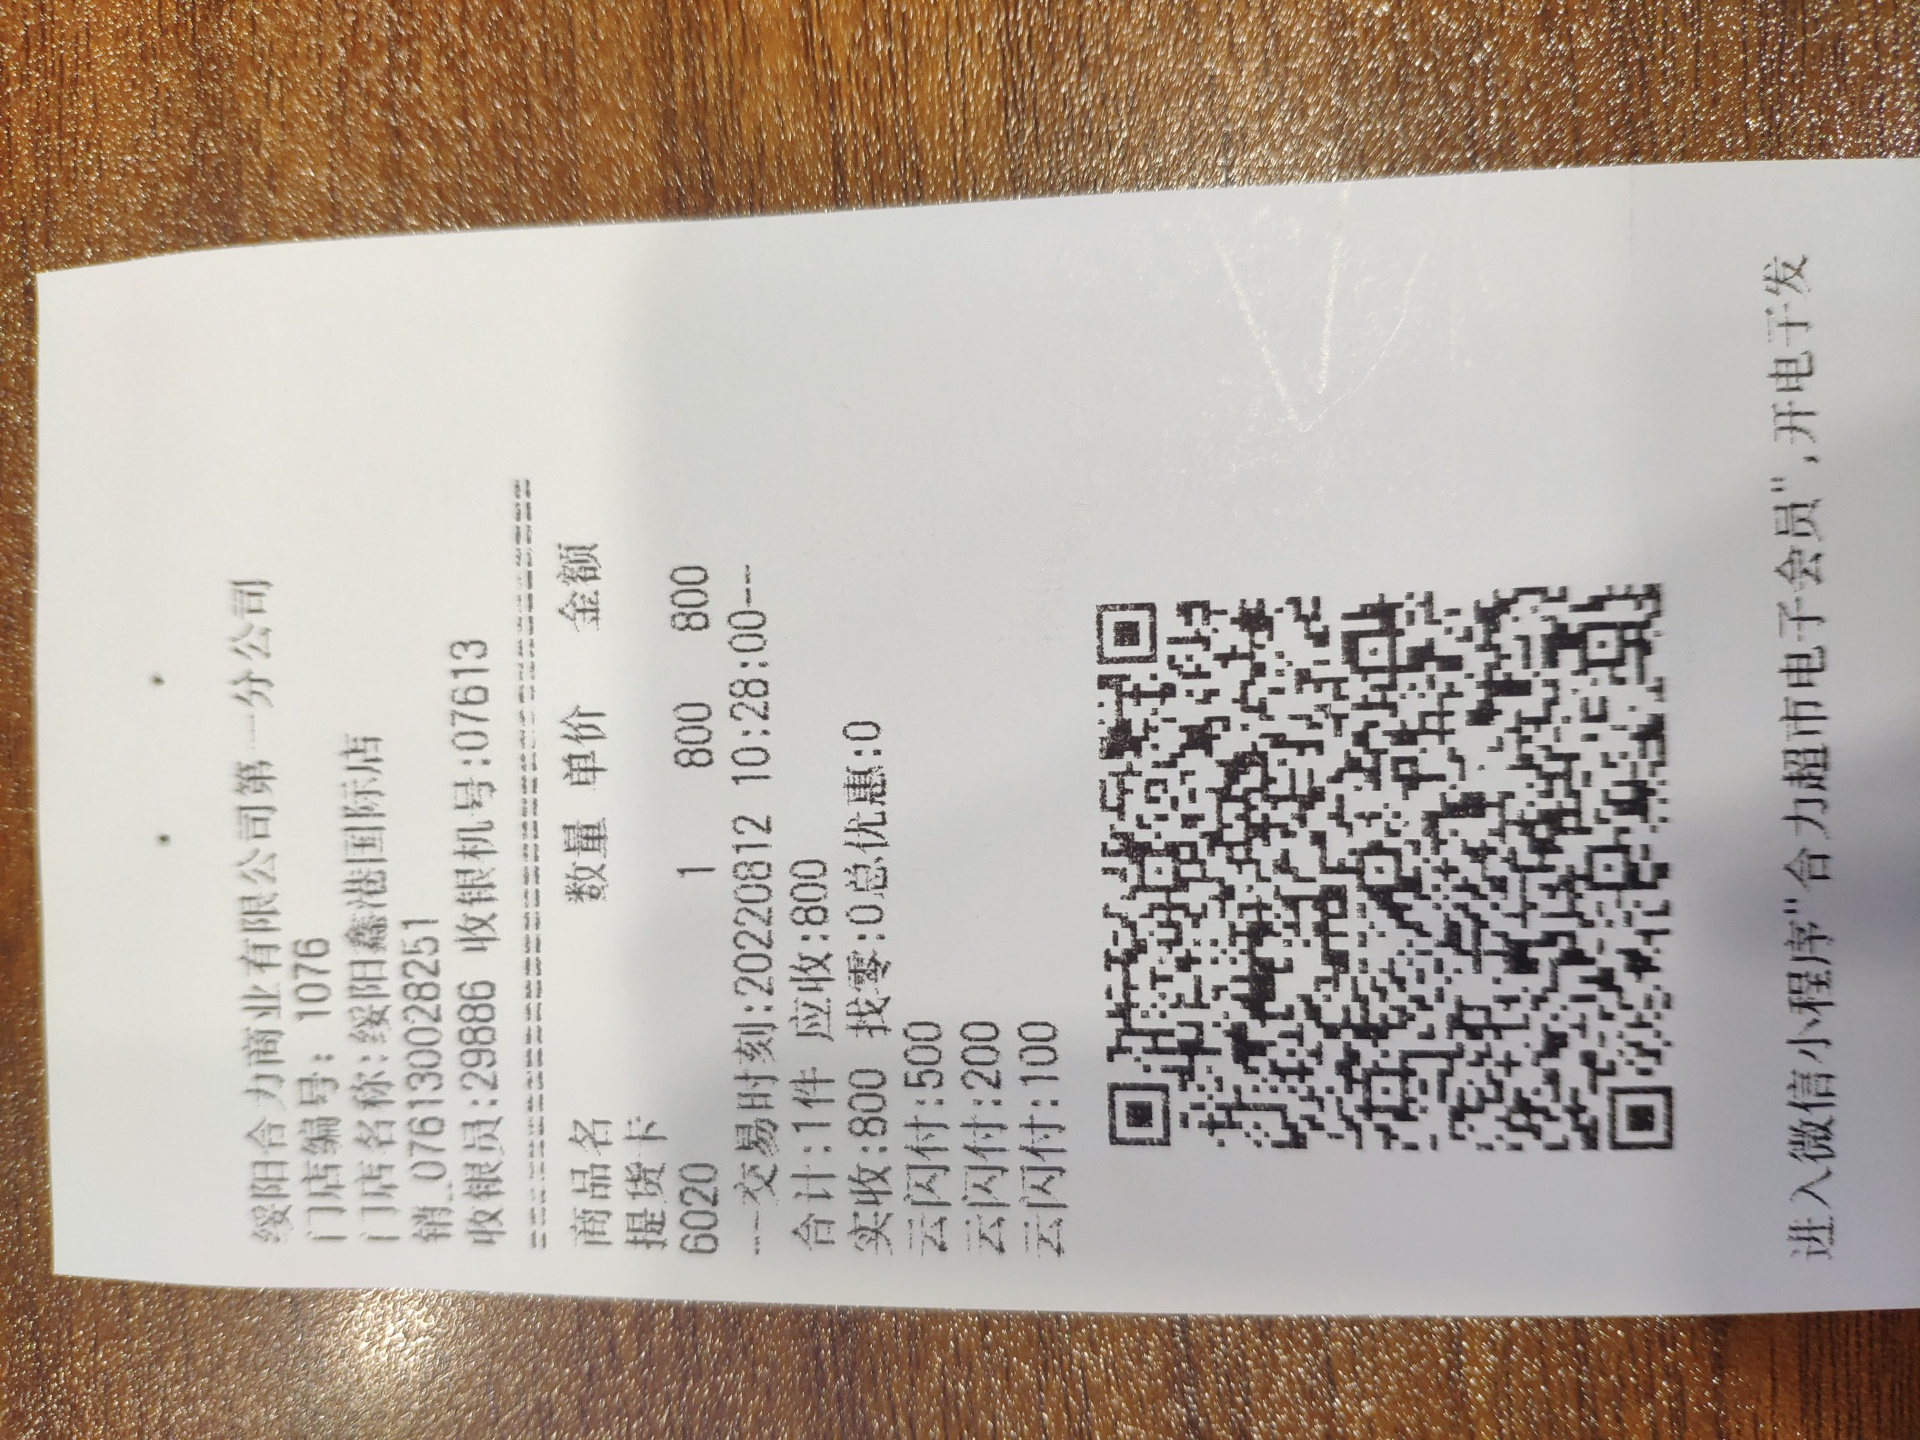 绥阳合力商业有限公司第一分公司
门店编号: 1076
门店名称:绥阳鑫港国际店
销_076130028251
收银员:29886 收银机号:07613
商品名 数量 单价 金额
提货卡
6020 1 800 800
---交易时刻:20220812 10:28:00--
合计:1件 应收:800
实收:800 找零:0总优惠:0
云闪付:500
云闪付:200
云闪付:100
进入微信小程序"合力超市电子会员",开电子发